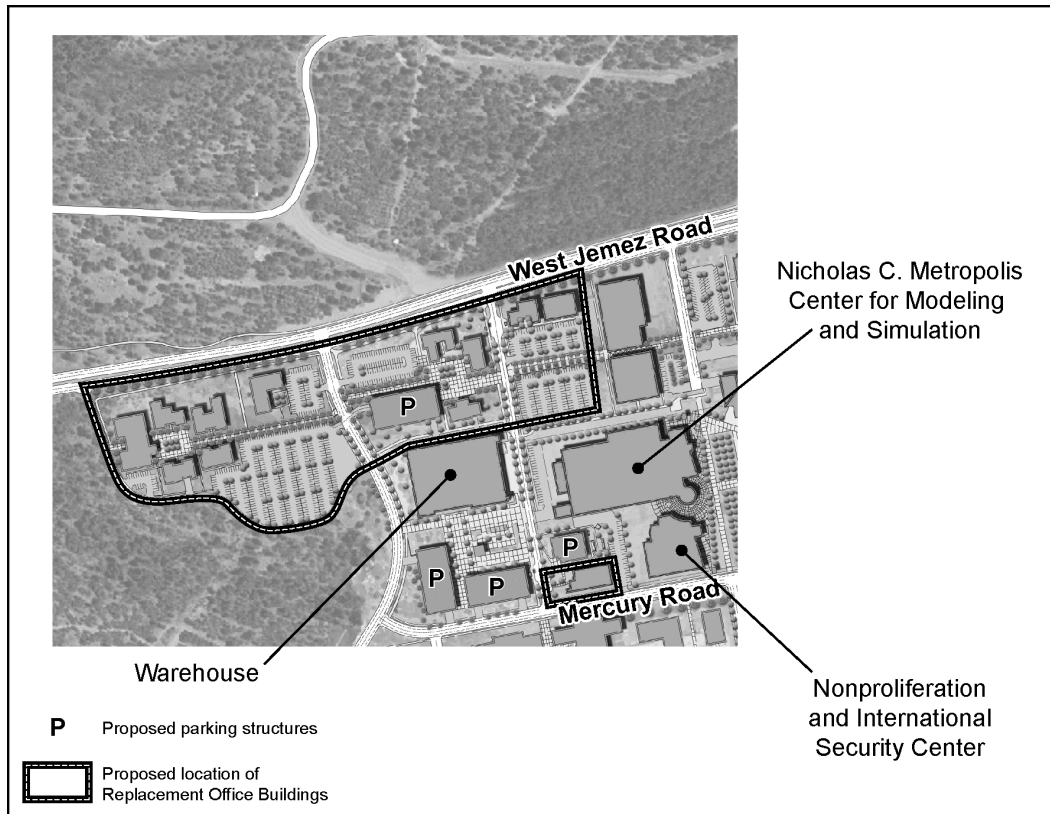 West Jemez Road
Nicholas C. Metropolis
Center for Modeling
and Simulation
P
P
P
P
Mercury Road
Warehouse
Nonproliferation
and International
Security Center
P Proposed parking structures
Proposed location of
Replacement Office Buildings